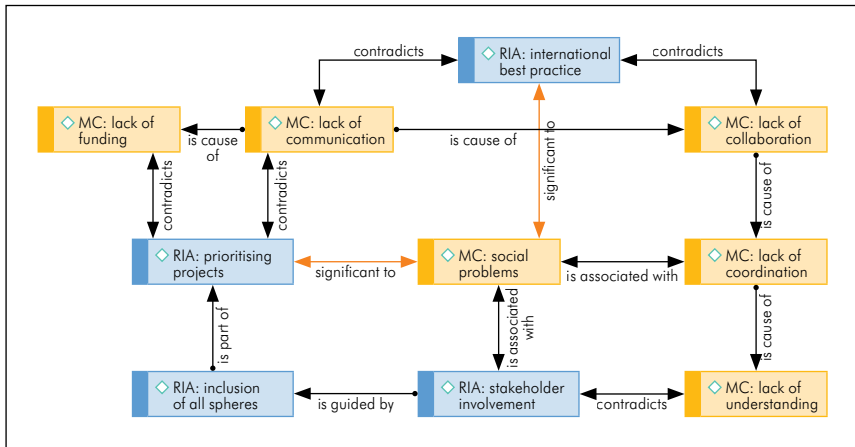 contradicts
RIA: international
best practice
contradicts
MC: lack of
funding
is cause
of
MC: lack of
communication
is cause of
significant to
MC: lack of
collaboration
contradicts
contradicts
is cause of
RIA: prioritising
projects
significant to
MC: social
problems
is associated with
MC: lack of
coordination
is part of
is associated
with
is cause of
RIA: inclusion
of all spheres
is guided by
RIA: stakeholder
involvement
contradicts
MC: lack of
understanding